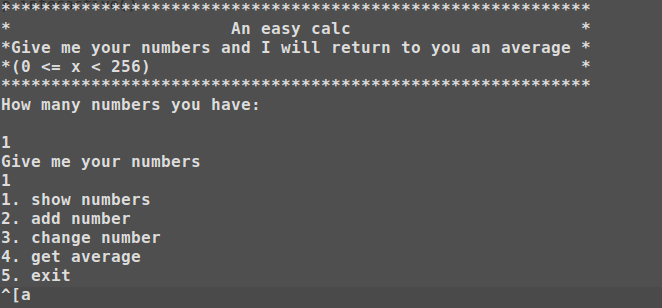 ***********************************************************
*                      An easy calc                       *
*Give me your numbers and I will return to you an average *
*(0 <= x < 256)                                           *
***********************************************************
How many numbers you have:
1
Give me your numbers
1
1. show numbers
2. add number
3. change number
4. get average
5. exit
^[a